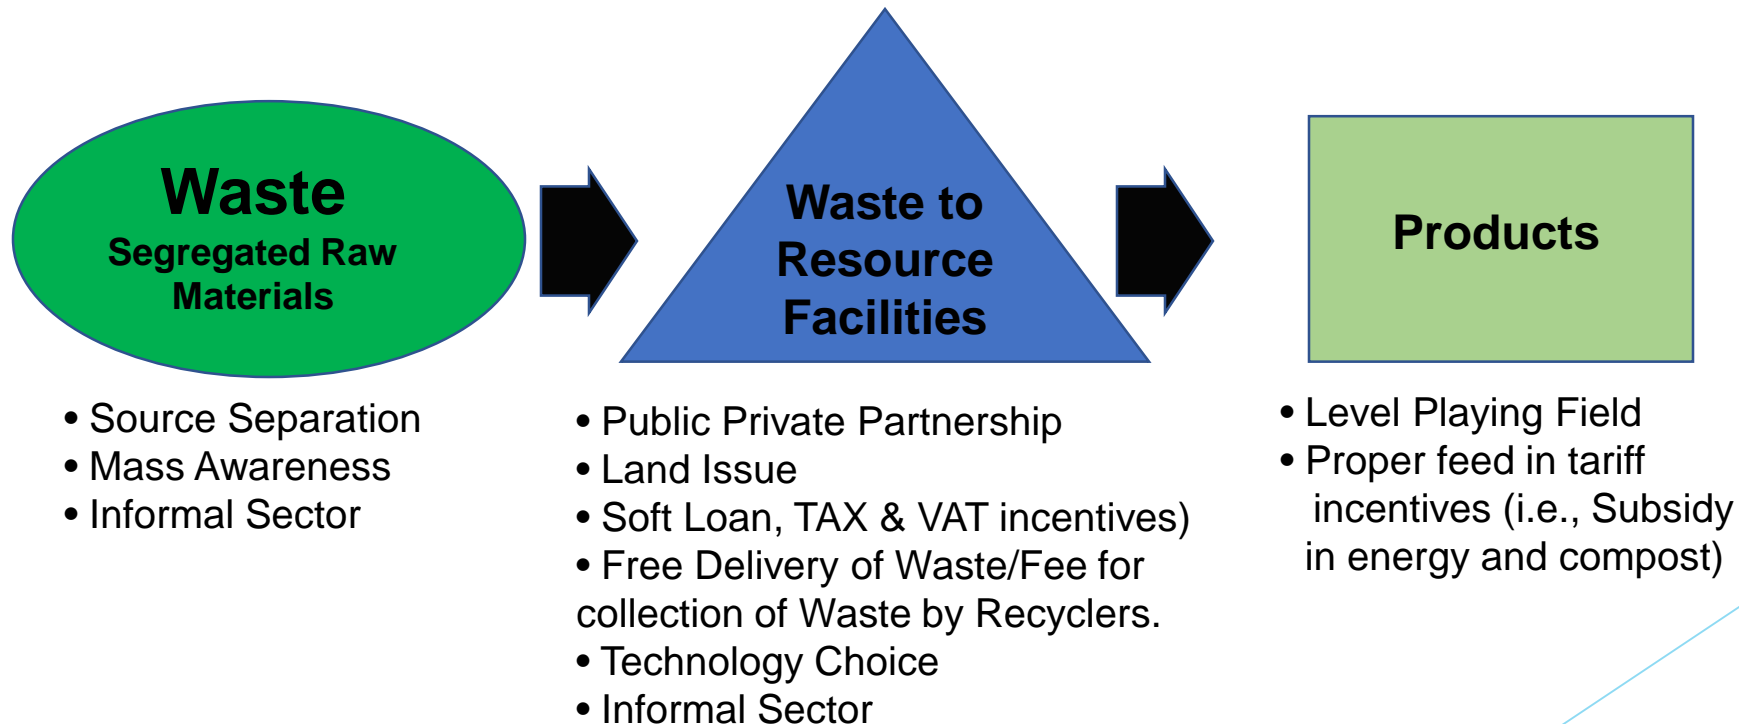 Waste
Segregated Raw
Materials
• Source Separation
• Mass Awareness
• Informal Sector
Waste to
Resource
Facilities
• Public Private Partnership
• Land Issue
• Soft Loan, TAX & VAT incentives)
• Free Delivery of Waste/Fee for
collection of Waste by Recyclers.
• Technology Choice
• Informal Sector
Products
• Level Playing Field
• Proper feed in tariff
incentives (i.e., Subsidy
in energy and compost)